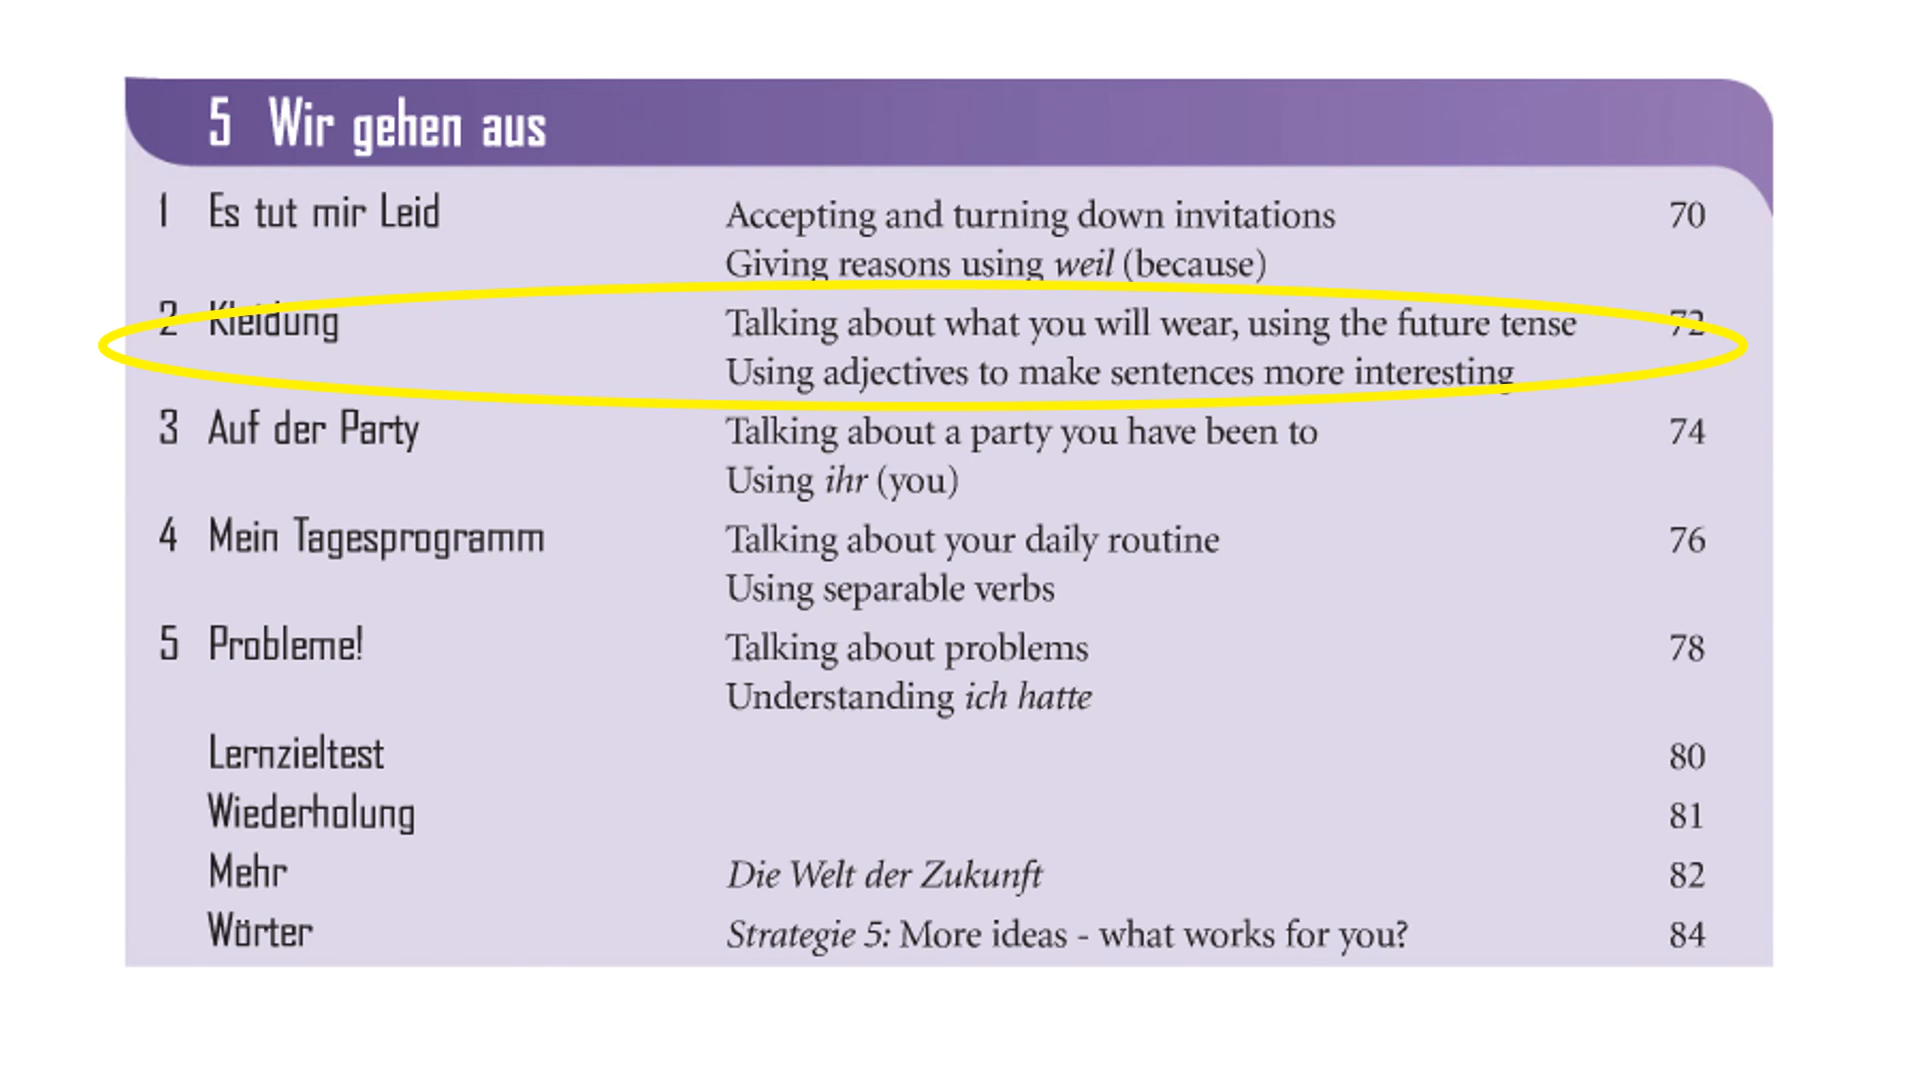 5 Wir gehen aus
1 Es tut mir Leid Accepting and turning down invitations 70
Giving reasons using weil (because)
2 Kleidung Talking about what you will wear, using the future tense 72
Using adjectives to make sentences more interesting
3 Auf der Party Talking about a party you have been to 74
Using ihr (you)
4 Mein Tagesprogramm Talking about your daily routine 76
Using separable verbs
5 Probleme! Talking about problems 78
Understanding ich hatte
Lernzieltest 80
Wiederholung 81
Mehr Die Welt der Zukunft 82
Wörter Strategie 5: More ideas - what works for you? 84